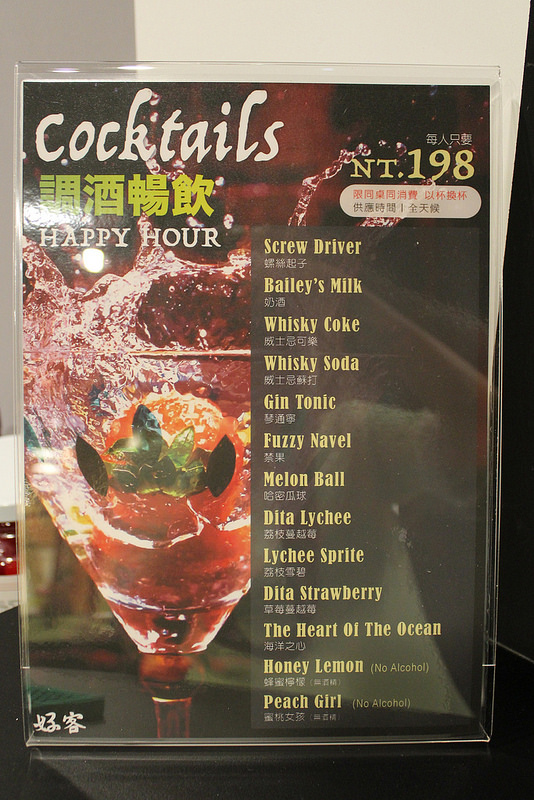 Cocktails
調酒暢飲
HAPPY HOUR
每人只要
NT.198
限同桌同消費 以杯換杯
供應時間 | 全天候
Screw Driver
螺絲起子
Bailey's Milk
奶酒
Whisky Coke
威士忌可樂
Whisky Soda
威士忌蘇打
Gin Tonic
琴通寧
Fuzzy Navel
禁果
Melon Ball
哈密瓜球
Dita Lychee
荔枝蔓越莓
Lychee Sprite
荔枝雪碧
Dita Strawberry
草莓蔓越莓
The Heart Of The Ocean
海洋之心
Honey Lemon (No Alcohol)
蜂蜜檸檬 (無酒精)
Peach Girl (No Alcohol)
蜜桃女孩 (無酒精)
好客